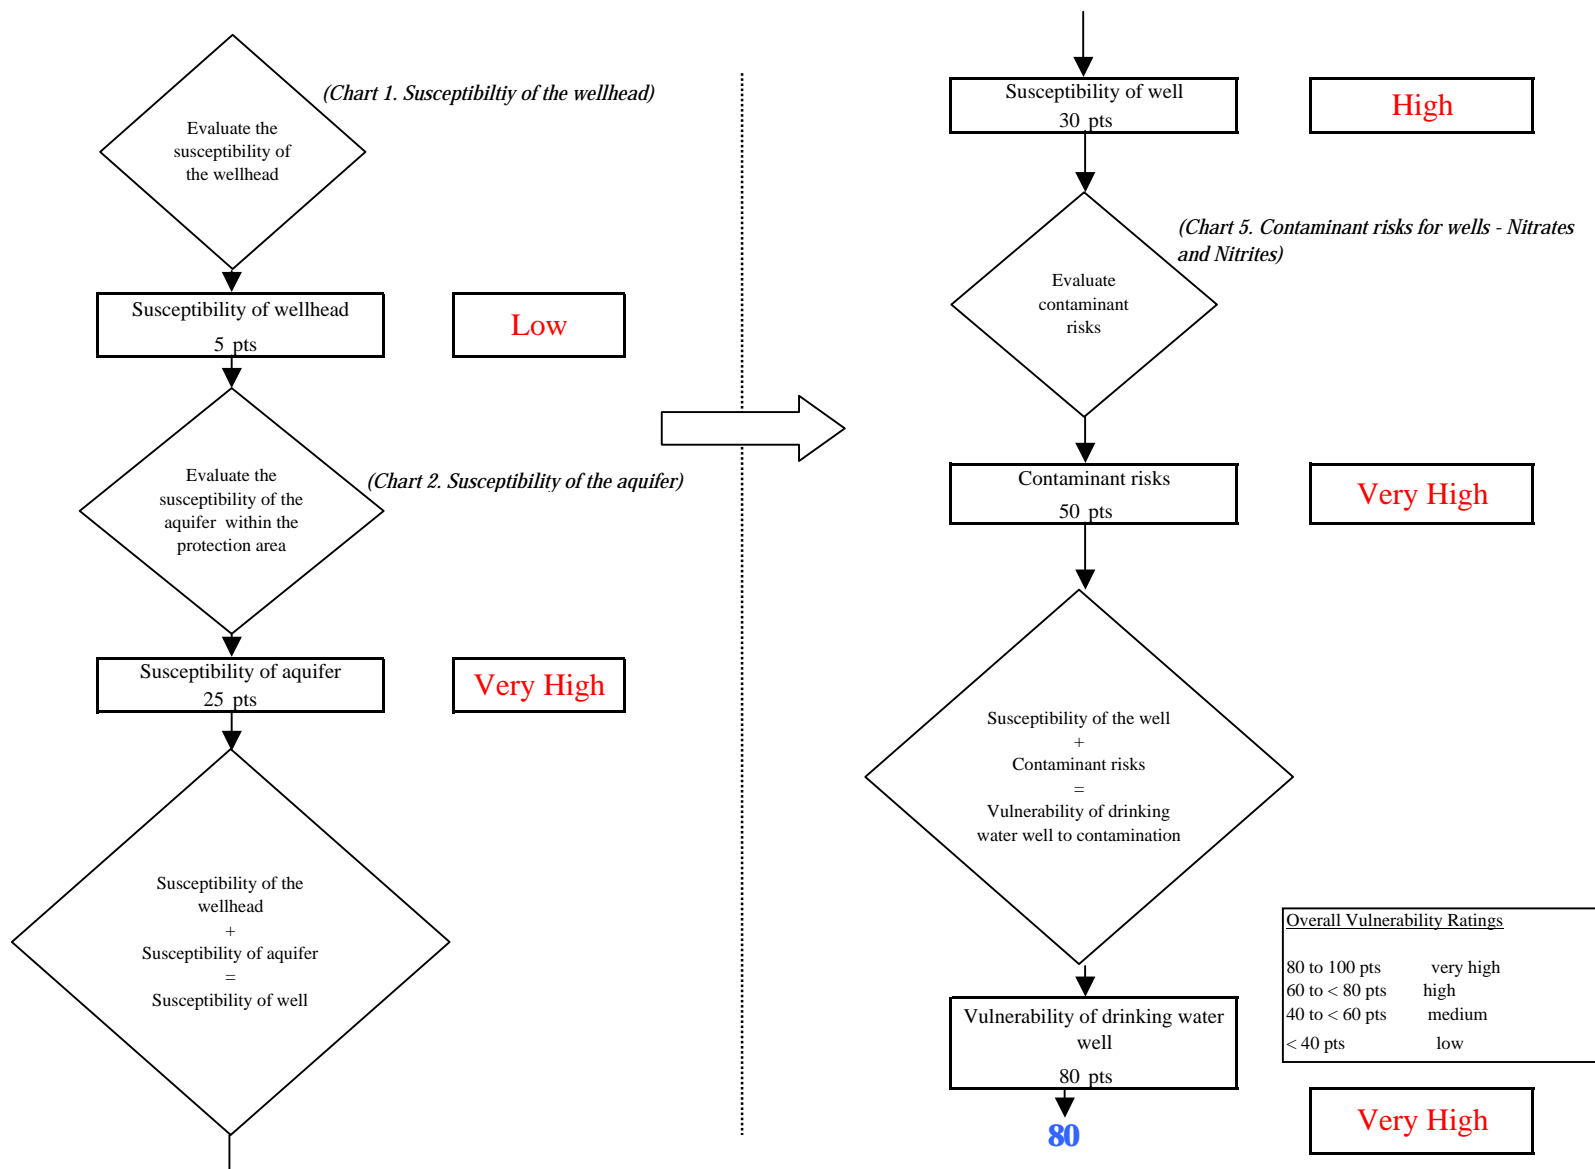 (Chart 1. Susceptibiltiy of the wellhead)
Evaluate the
susceptibility of
the wellhead
Susceptibility of wellhead
5 pts
Low
(Chart 2. Susceptibility of the aquifer)
Evaluate the
susceptibility of the
aquifer within the
protection area
Susceptibility of aquifer
25 pts
Very High
Susceptibility of the
wellhead
+
Susceptibility of aquifer
=
Susceptibility of well
Susceptibility of well
30 pts
High
(Chart 5. Contaminant risks for wells - Nitrates
and Nitrites)
Evaluate
contaminant
risks
Contaminant risks
50 pts
Very High
Susceptibility of the well
+
Contaminant risks
=
Vulnerability of drinking
water well to contamination
Overall Vulnerability Ratings
80 to 100 pts very high
60 to < 80 pts high
40 to < 60 pts medium
< 40 pts low
Vulnerability of drinking water
well
80 pts
80
Very High